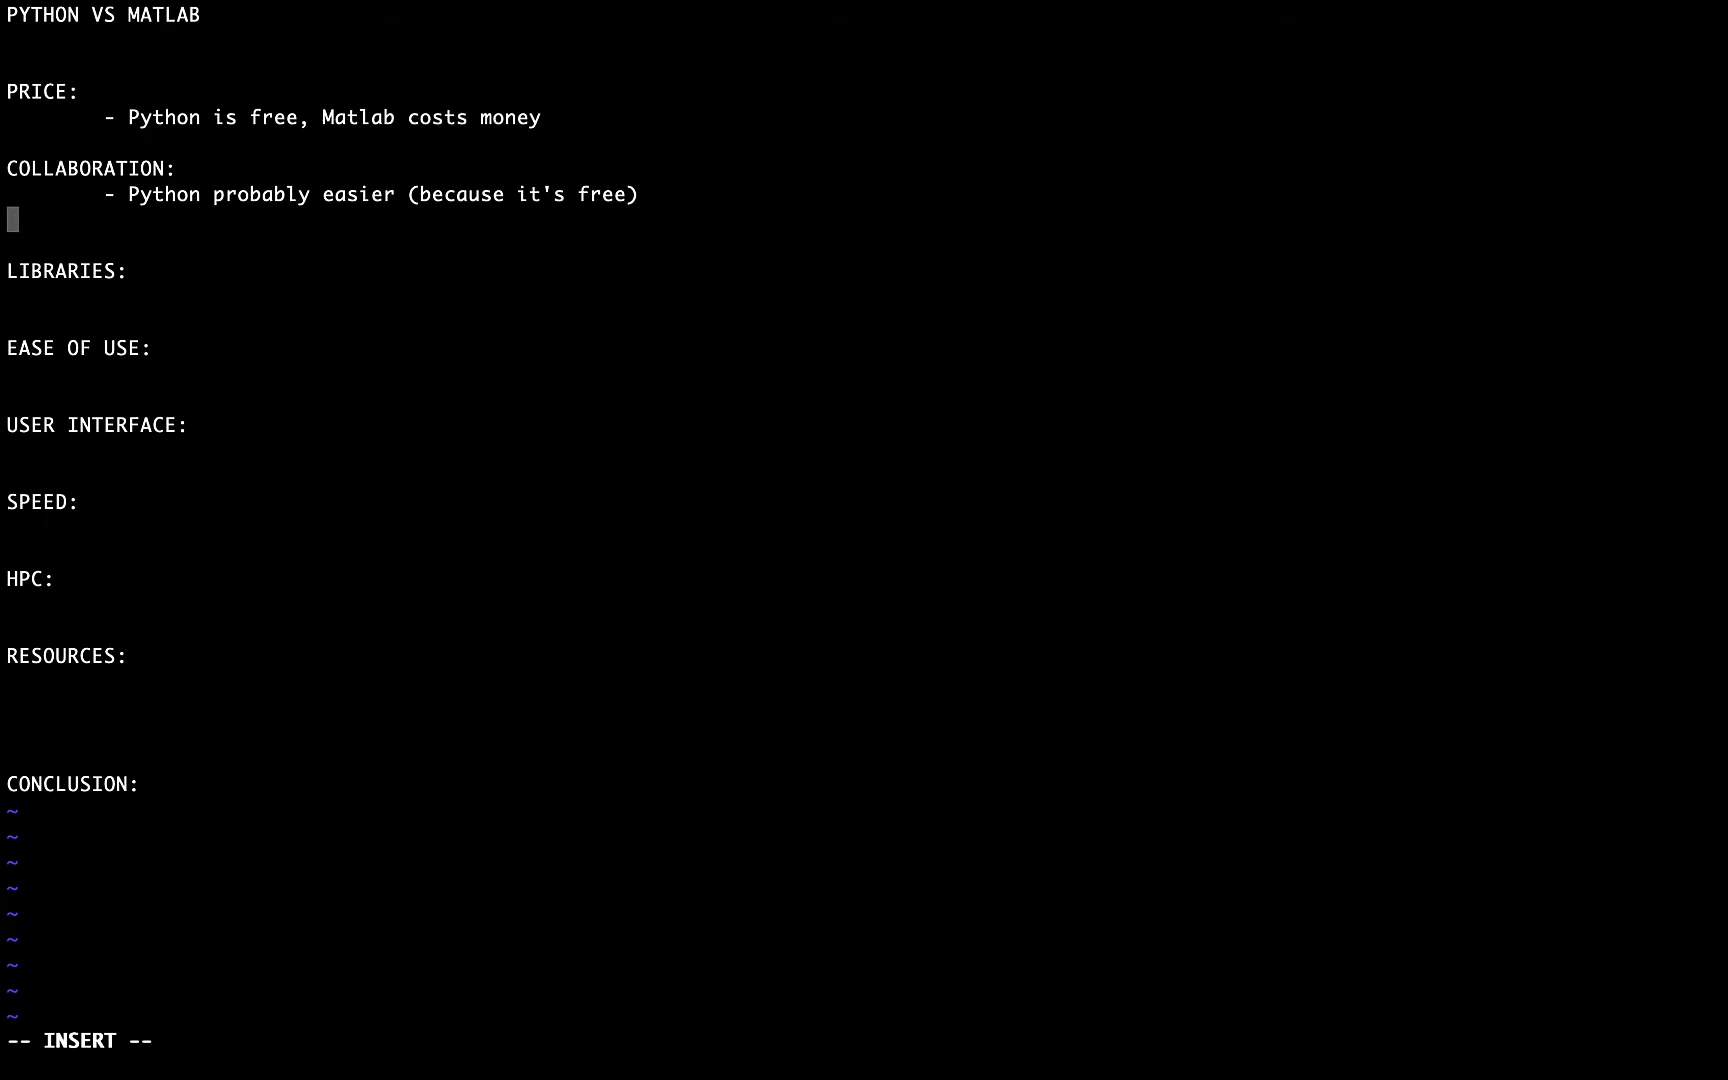 PYTHON VS MATLAB
PRICE:
- Python is free, Matlab costs money
COLLABORATION:
- Python probably easier (because it's free)
LIBRARIES:
EASE OF USE:
USER INTERFACE:
SPEED:
HPC:
RESOURCES:
CONCLUSION:
~
~
~
~
~
~
~
~
~
-- INSERT --